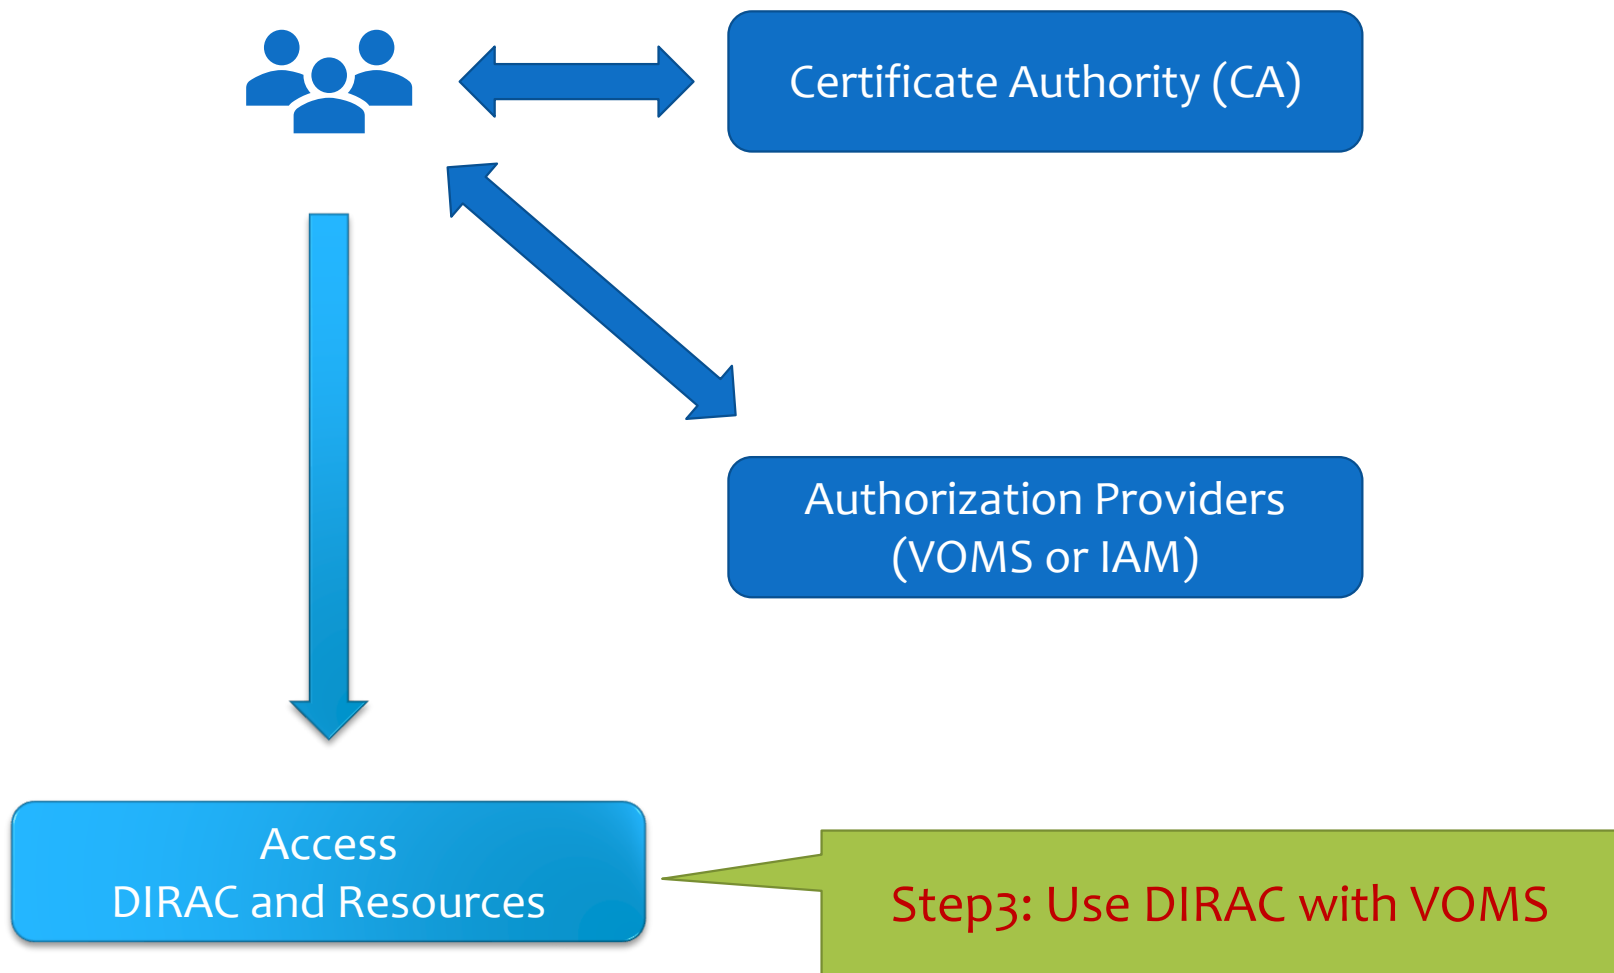 Certificate Authority (CA)
Authorization Providers
(VOMS or IAM)
Access
DIRAC and Resources
Step3: Use DIRAC with VOMS